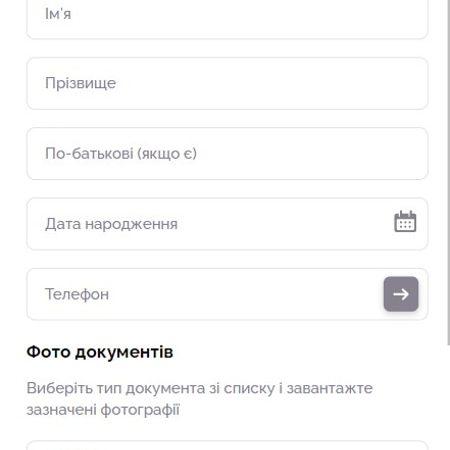 Ім'я
Прізвище
По-батькові (якщо є)
Дата народження
Телефон
Фото документів
Виберіть тип документа зі списку і завантажте
зазначені фотографії